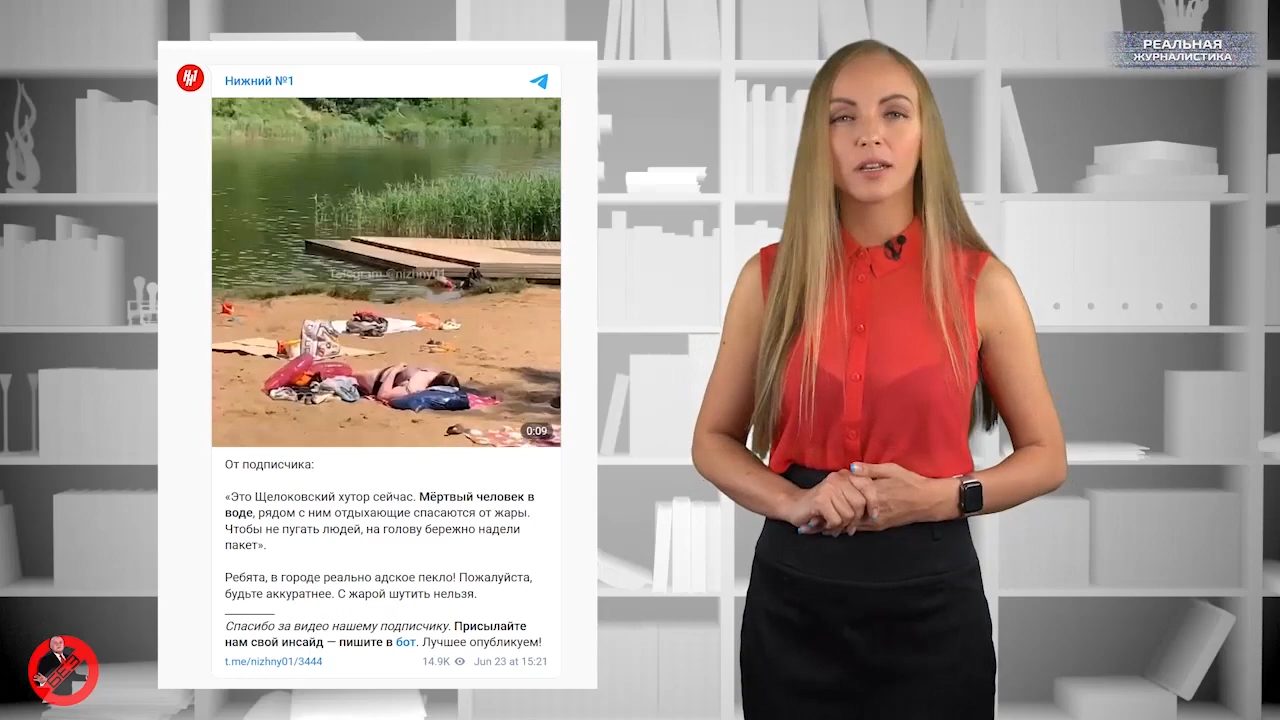 РЕАЛЬНАЯ
ЖУРНАЛИСТИКА
Нижний №1
Telegram @nizhny01
0:09
От подписчика:
«Это Щелоковский хутор сейчас. Мёртвый человек в
воде, рядом с ним отдыхающие спасаются от жары.
Чтобы не пугать людей, на голову бережно надели
пакет».
Ребята, в городе реально адское пекло! Пожалуйста,
будьте аккуратнее. С жарой шутить нельзя.
Спасибо за видео нашему подписчику. Присылайте
нам свой инсайд — пишите в бот. Лучшее опубликуем!
t.me/nizhny01/3444
14.9K Jun 23 at 15:21